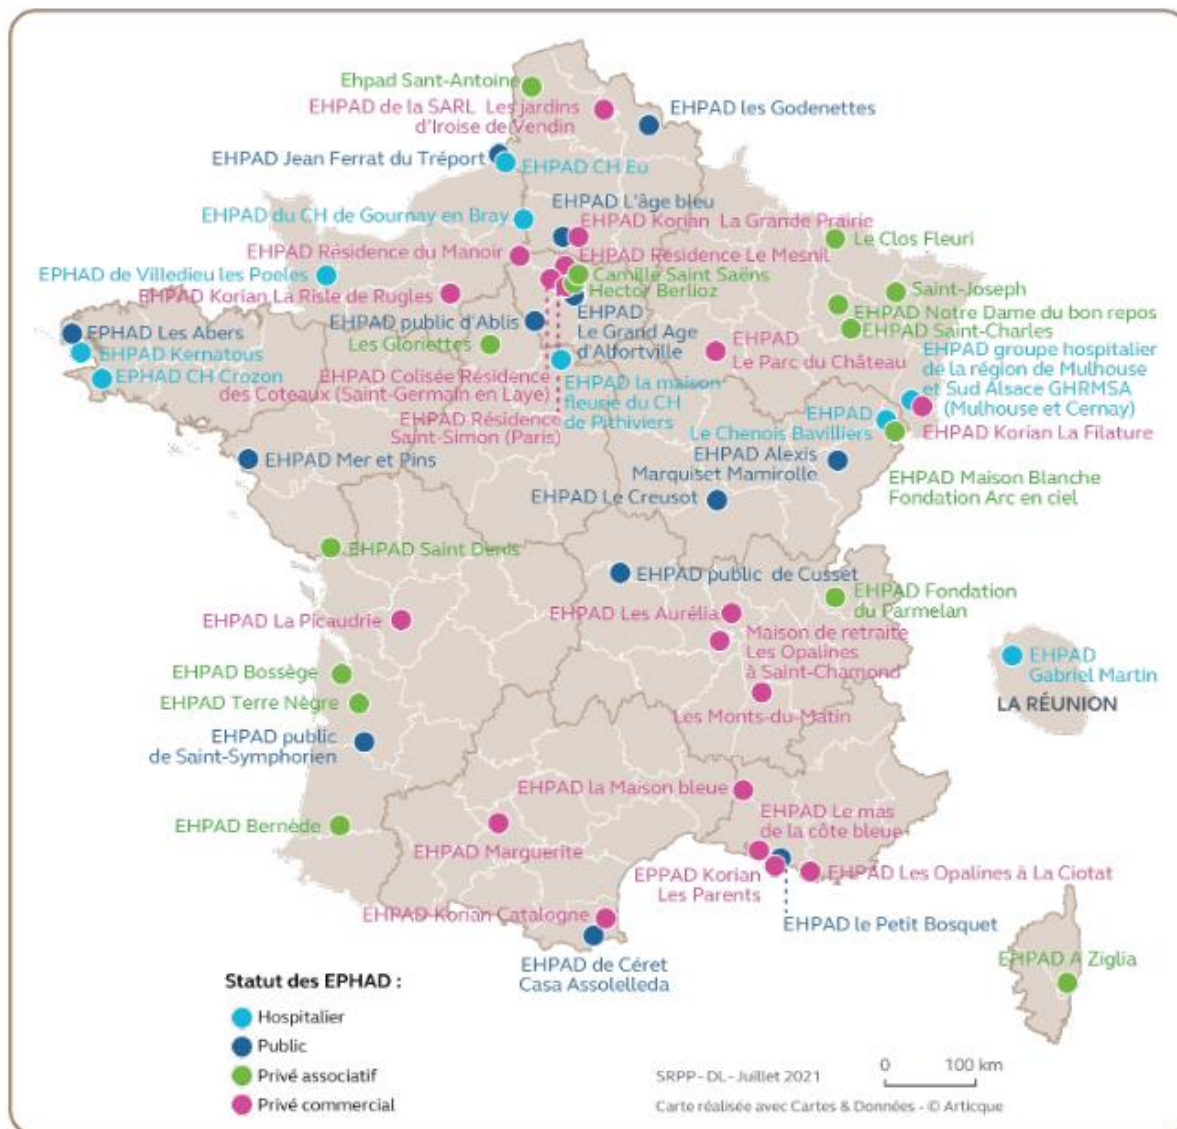 Ehpad Sant-Antoine
EHPAD de la SARL Les jardins
d'Iroise de Vendin
EHPAD les Godenettes
EHPAD Jean Ferrat du Tréport
EHPAD CH Eu
EHPAD L'âge bleu
EHPAD du CH de Gournay en Bray
EHPAD Korian La Grande Prairie
Le Clos Fleuri
EHPAD Résidence du Manoir
EHPAD Résidence Le Mesnil
EPHAD de Villedieu les Poeles
Camille Saint Saëns
EHPAD Korian La Risle de Rugles
Hector Berlioz
Saint-Joseph
EHPAD Notre Dame du bon repos
EPHAD Les Abers
EHPAD public d'Ablis
EHPAD
Le Grand Age
d'Alfortville
EHPAD Saint-Charles
Les Gloriettes
EHPAD
Le Parc du Château
EHPAD Kernatous
EHPAD groupe hospitalier
de la région de Mulhouse
et Sud Alsace GHRMSA
(Mulhouse et Cernay)
EHPAD CH Crozon
EHPAD Colisée Résidence
des Coteaux (Saint-Germain en Laye)
EHPAD la maison
fleurie du CH
de Pithiviers
EHPAD Résidence
Saint-Simon (Paris)
EHPAD
Le Chenois Bavilliers
EHPAD Korian La Filature
EHPAD Mer et Pins
EHPAD Alexis
Marquiset Mamirolle
EHPAD Maison Blanche
Fondation Arc en ciel
EHPAD Le Creusot
EHPAD Saint Denis
EHPAD public de Cusset
EHPAD Fondation
du Parmelan
EHPAD La Picaudrie
EHPAD Les Aurélia
Maison de retraite
Les Opalines
à Saint-Chamond
EHPAD
Gabriel Martin
LA RÉUNION
EHPAD Bossège
EHPAD Terre Nègre
Les Monts-du-Matin
EHPAD public
de Saint-Symphorien
EHPAD la Maison bleue
EHPAD Le mas
de la côte bleue
EHPAD Bernède
EHPAD Marguerite
EPPAD Korian
Les Parents
EHPAD Les Opalines à La Ciotat
EHPAD Korian Catalogne
EHPAD le Petit Bosquet
EHPAD de Céret
Casa Assolelleda
EHPAD A Ziglia
Statut des EPHAD :
Hospitalier
Public
Privé associatif
Privé commercial
0 100 km
SRPP - DL - Juillet 2021
Carte réalisée avec Cartes & Données - © Articque